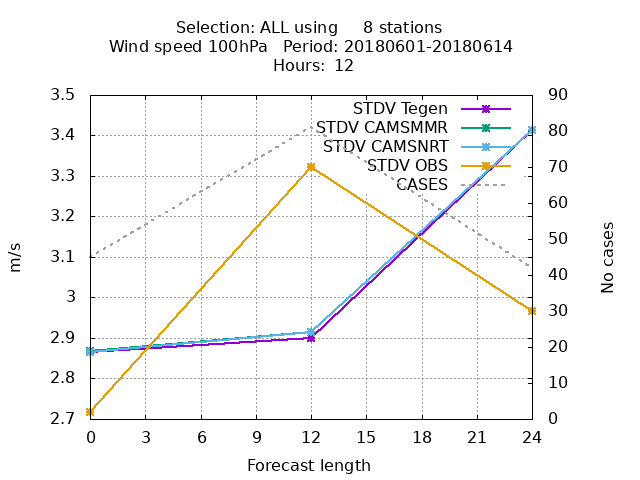 Selection: ALL using     8 stations
Wind speed 100hPa   Period: 20180601-20180614
Hours:  12
STDV Tegen
STDV CAMSMMR
STDV CAMSNRT
STDV OBS
CASES
m/s
3.5
3.4
3.3
3.2
3.1
3
2.9
2.8
2.7
90
80
70
60
50
40
30
20
10
0
No cases
0 3 6 9 12 15 18 21 24
Forecast length